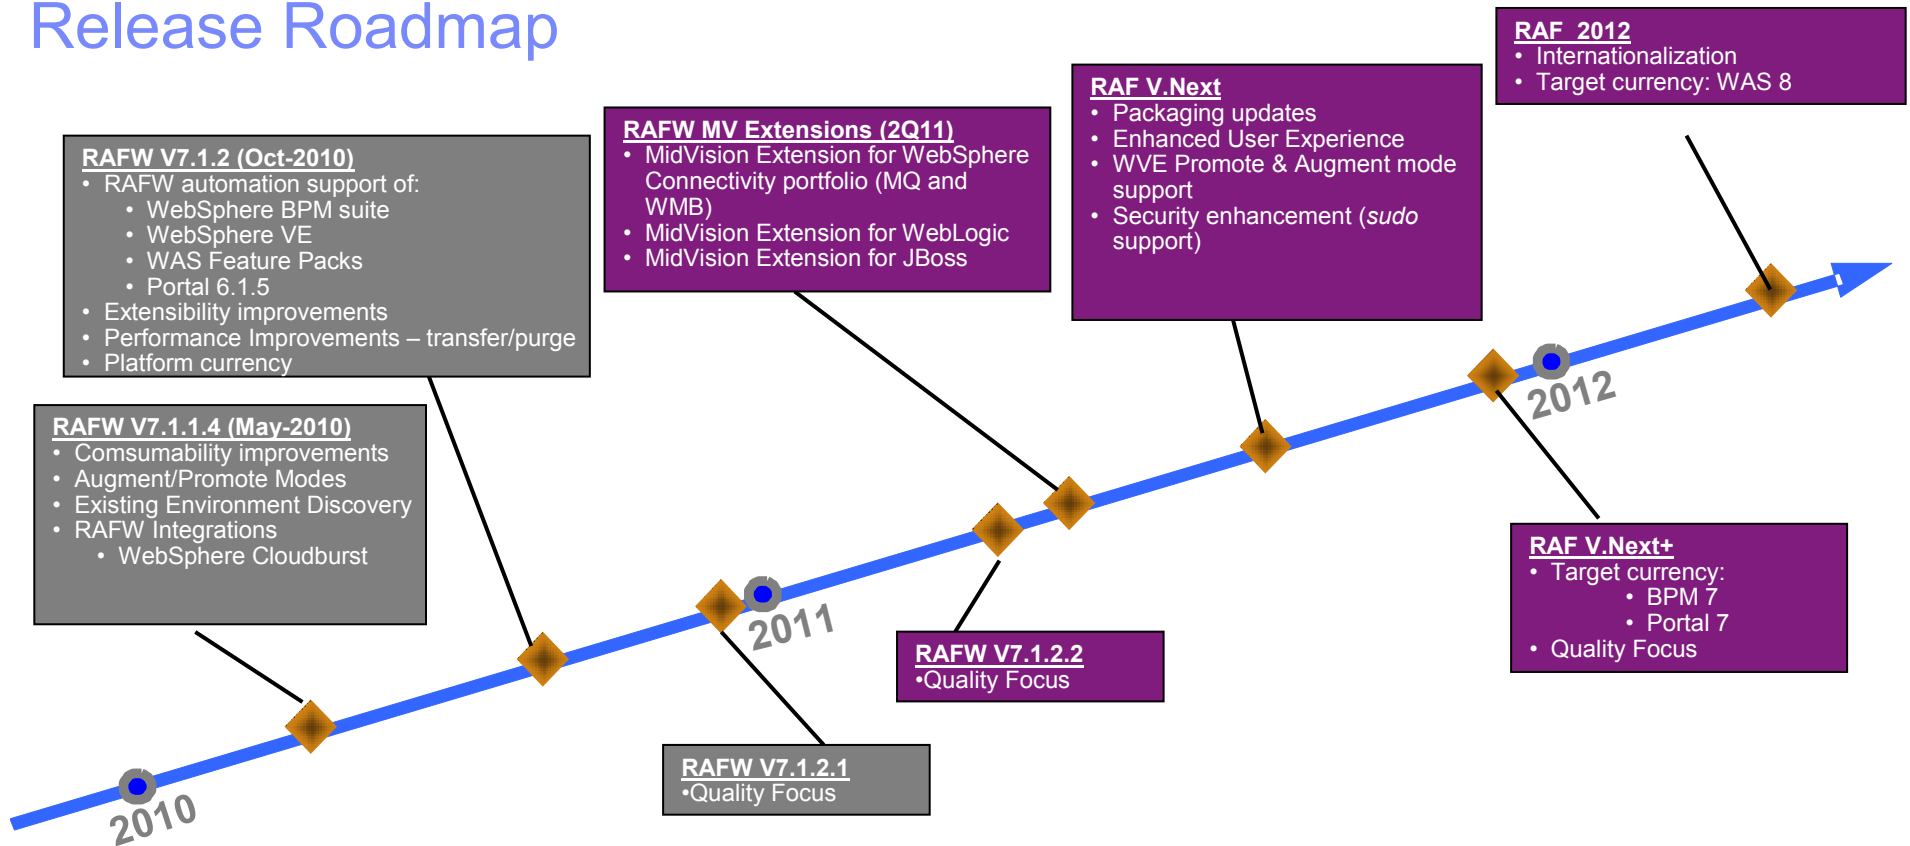 Release Roadmap
RAF  2012
• Internationalization
• Target currency: WAS 8
RAF V.Next
• Packaging updates
• Enhanced User Experience
• WVE Promote & Augment mode
support
• Security enhancement (sudo
support)
RAFW MV Extensions (2Q11)
• MidVision Extension for WebSphere
Connectivity portfolio (MQ and
WMB)
• MidVision Extension for WebLogic
• MidVision Extension for JBoss
RAFW V7.1.2 (Oct-2010)
• RAFW automation support of:
• WebSphere BPM suite
• WebSphere VE
• WAS Feature Packs
• Portal 6.1.5
• Extensibility improvements
• Performance Improvements – transfer/purge
• Platform currency
RAFW V7.1.1.4 (May-2010)
• Comsumability improvements
• Augment/Promote Modes
• Existing Environment Discovery
• RAFW Integrations
• WebSphere Cloudburst
2012
2011
2010
RAF V.Next+
• Target currency:
• BPM 7
• Portal 7
• Quality Focus
RAFW V7.1.2.2
•Quality Focus
RAFW V7.1.2.1
•Quality Focus